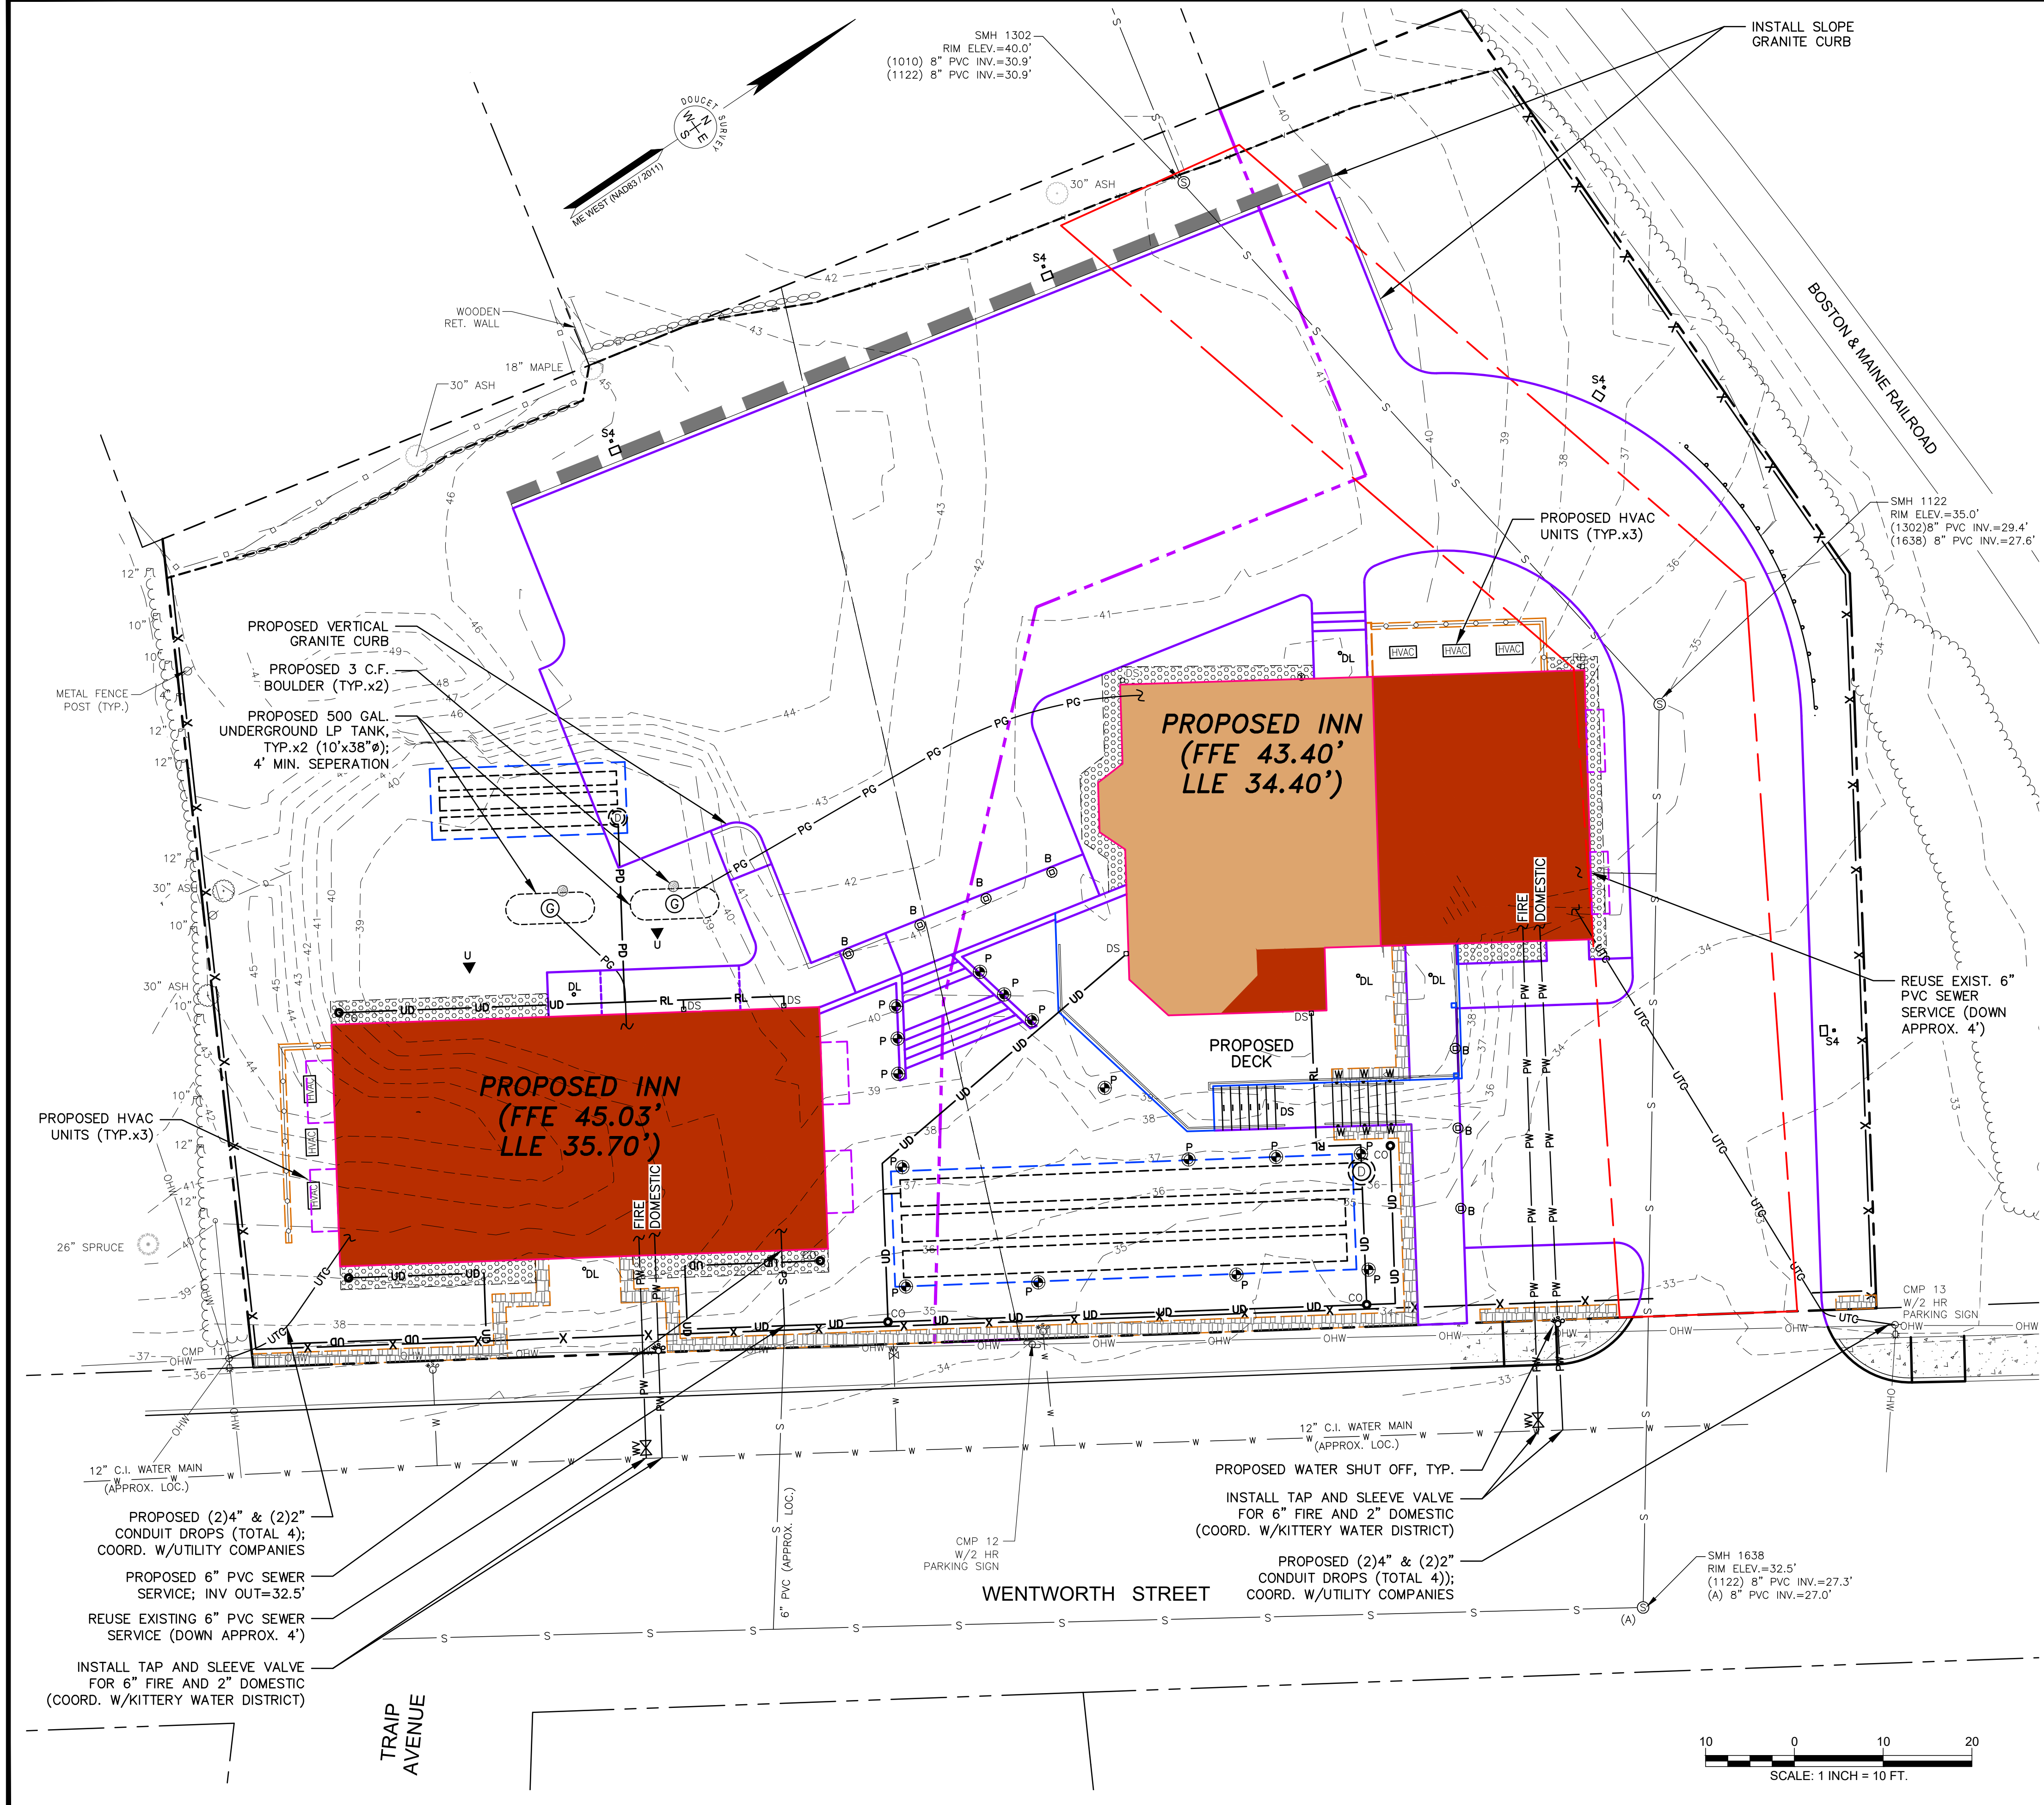 INSTALL SLOPE
GRANITE CURB
SMH 1302
RIM ELEV.=40.0'
(1010) 8" PVC INV.=30.9'
(1122) 8" PVC INV.=30.9'
DOUCET SURVEY
N
W E
S
ME WEST (NAD83 / 2011)
30" ASH
WOODEN
RET. WALL
18" MAPLE
30" ASH
BOSTON & MAINE RAILROAD
SMH 1122
RIM ELEV.=35.0'
(1302)8" PVC INV.=29.4'
(1638) 8" PVC INV.=27.6'
PROPOSED HVAC
UNITS (TYP.x3)
HVAC HVAC HVAC
PROPOSED VERTICAL
GRANITE CURB
PROPOSED 3 C.F.
BOULDER (TYP.x2)
METAL FENCE
POST (TYP.)
PROPOSED 500 GAL.
UNDERGROUND LP TANK,
TYP.x2 (10'x38"ø);
4' MIN. SEPERATION
PROPOSED INN
(FFE 43.40'
LLE 34.40')
FIRE
DOMESTIC
30" ASH
30" ASH
REUSE EXIST. 6"
PVC SEWER
SERVICE (DOWN
APPROX. 4')
PROPOSED
DECK
PROPOSED INN
(FFE 45.03'
LLE 35.70')
FIRE
DOMESTIC
PROPOSED HVAC
UNITS (TYP.x3)
HVAC
HVAC
HVAC
26" SPRUCE
CMP 11
CMP 13
W/2 HR
PARKING SIGN
12" C.I. WATER MAIN
(APPROX. LOC.)
12" C.I. WATER MAIN
(APPROX. LOC.)
PROPOSED WATER SHUT OFF, TYP.
INSTALL TAP AND SLEEVE VALVE
FOR 6" FIRE AND 2" DOMESTIC
(COORD. W/KITTERY WATER DISTRICT)
PROPOSED (2)4" & (2)2"
CONDUIT DROPS (TOTAL 4));
COORD. W/UTILITY COMPANIES
PROPOSED (2)4" & (2)2"
CONDUIT DROPS (TOTAL 4);
COORD. W/UTILITY COMPANIES
PROPOSED 6" PVC SEWER
SERVICE; INV OUT=32.5'
REUSE EXISTING 6" PVC SEWER
SERVICE (DOWN APPROX. 4')
INSTALL TAP AND SLEEVE VALVE
FOR 6" FIRE AND 2" DOMESTIC
(COORD. W/KITTERY WATER DISTRICT)
6" PVC (APPROX. LOC.)
CMP 12
W/2 HR
PARKING SIGN
WENTWORTH STREET
SMH 1638
RIM ELEV.=32.5'
(1122) 8" PVC INV.=27.3'
(A) 8" PVC INV.=27.0'
(A)
TRAIP
AVENUE
10 0 10 20
SCALE: 1 INCH = 10 FT.